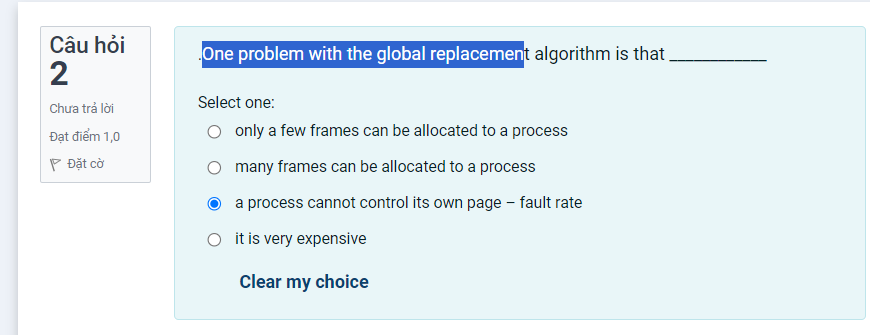 Câu hỏi
2
Chưa trả lời
Đạt điểm 1,0
Đặt cờ
.One problem with the global replacement algorithm is that ____________
Select one:
only a few frames can be allocated to a process
many frames can be allocated to a process
a process cannot control its own page – fault rate
it is very expensive
Clear my choice